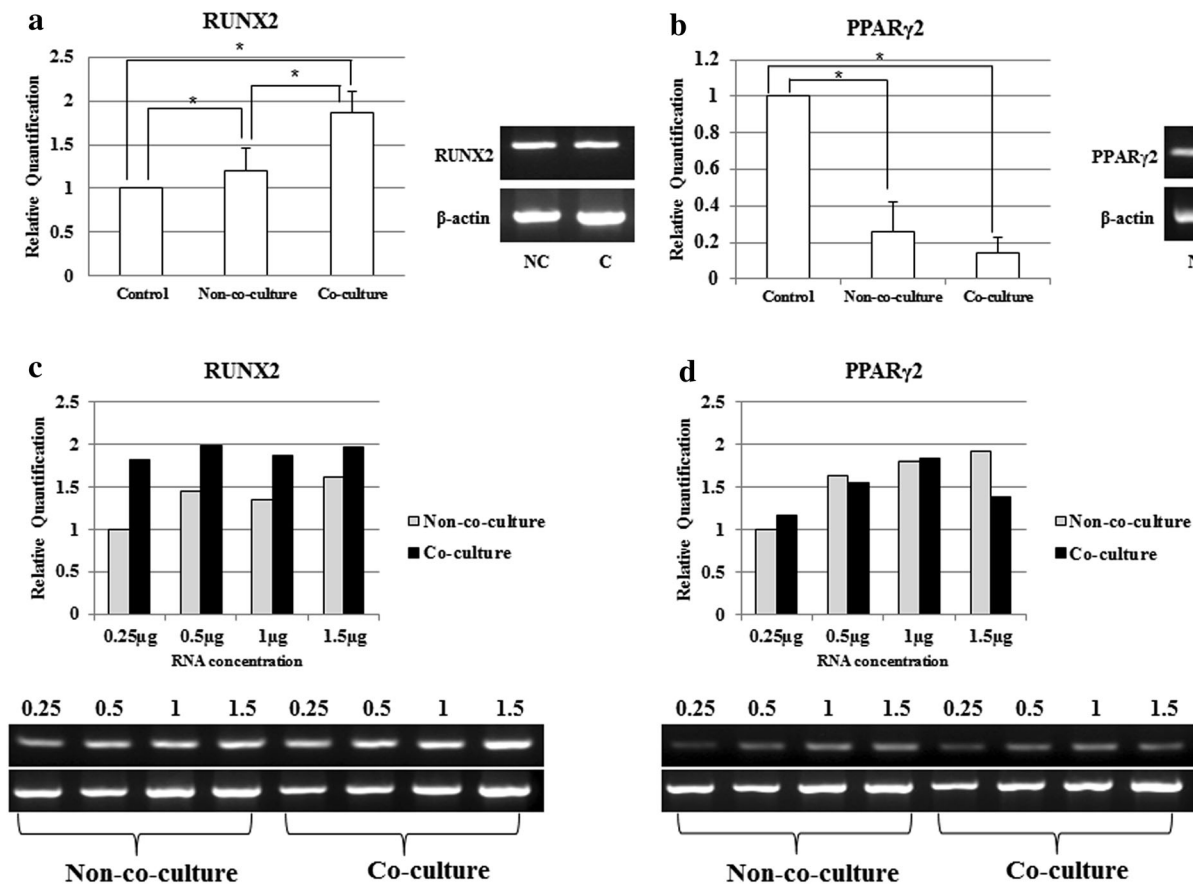 a
RUNX2
Relative Quantification
2.5
2
1.5
1
0.5
0
*
*
*
Control
Non-co-culture
Co-culture
RUNX2
β-actin
NC
C
b
PPARγ2
Relative Quantification
1.2
1
0.8
0.6
0.4
0.2
0
*
*
Control
Non-co-culture
Co-culture
PPARγ2
β-actin
c
RUNX2
Relative Quantification
2.5
2
1.5
1
0.5
0
0.25µg 0.5µg 1µg 1.5µg
RNA concentration
Non-co-culture
Co-culture
0.25 0.5 1 1.5 0.25 0.5 1 1.5
Non-co-culture
Co-culture
d
PPARγ2
Relative Quantification
2.5
2
1.5
1
0.5
0
0.25µg 0.5µg 1µg 1.5µg
RNA concentration
Non-co-culture
Co-culture
0.25 0.5 1 1.5 0.25 0.5 1 1.5
Non-co-culture
Co-culture